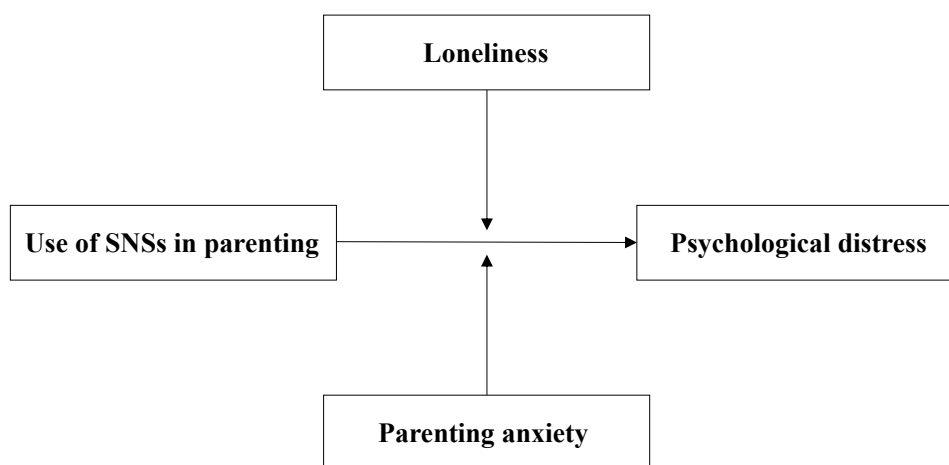 Loneliness
Use of SNSs in parenting
Psychological distress
Parenting anxiety